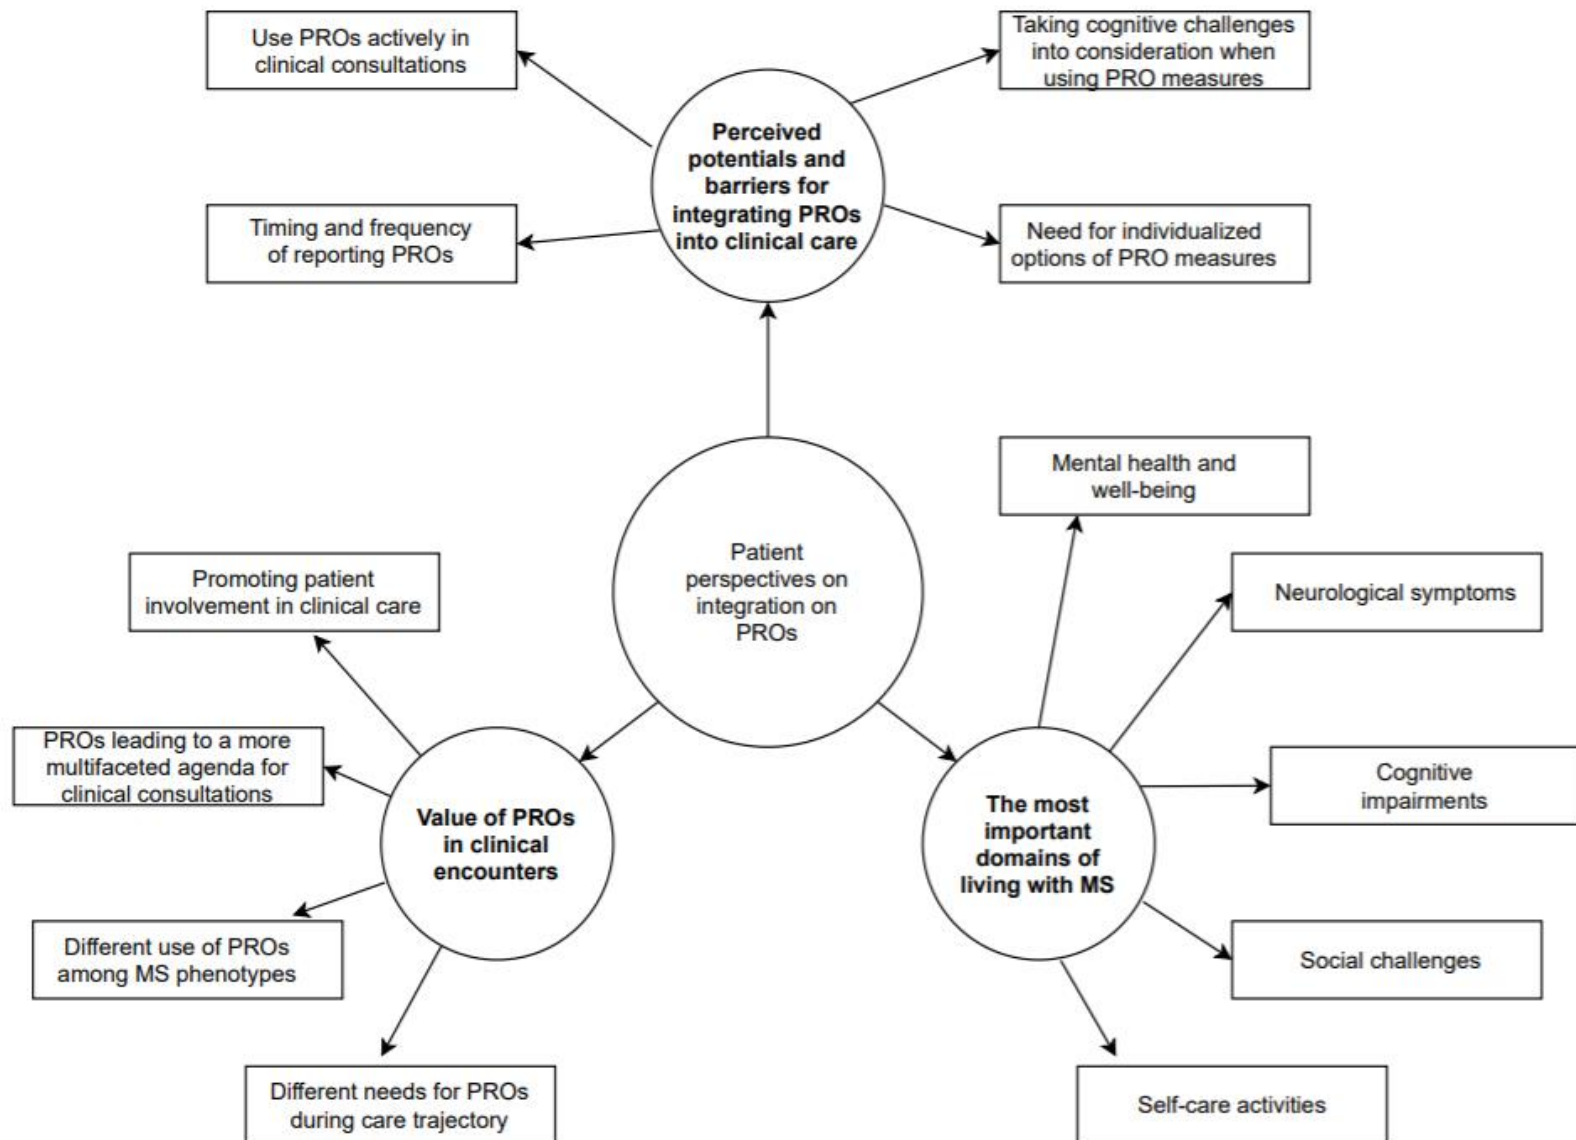 Use PROs actively in
clinical consultations
Taking cognitive challenges
into consideration when
using PRO measures
Perceived
potentials and
barriers for
integrating PROs
into clinical care
Timing and frequency
of reporting PROs
Need for individualized
options of PRO measures
Patient
perspectives on
integration on
PROs
Mental health and
well-being
Neurological symptoms
Promoting patient
involvement in clinical care
PROs leading to a more
multifaceted agenda for
clinical consultations
Value of PROs
in clinical
encounters
The most
important
domains of
living with MS
Cognitive
impairments
Different use of PROs
among MS phenotypes
Social challenges
Different needs for PROs
during care trajectory
Self-care activities